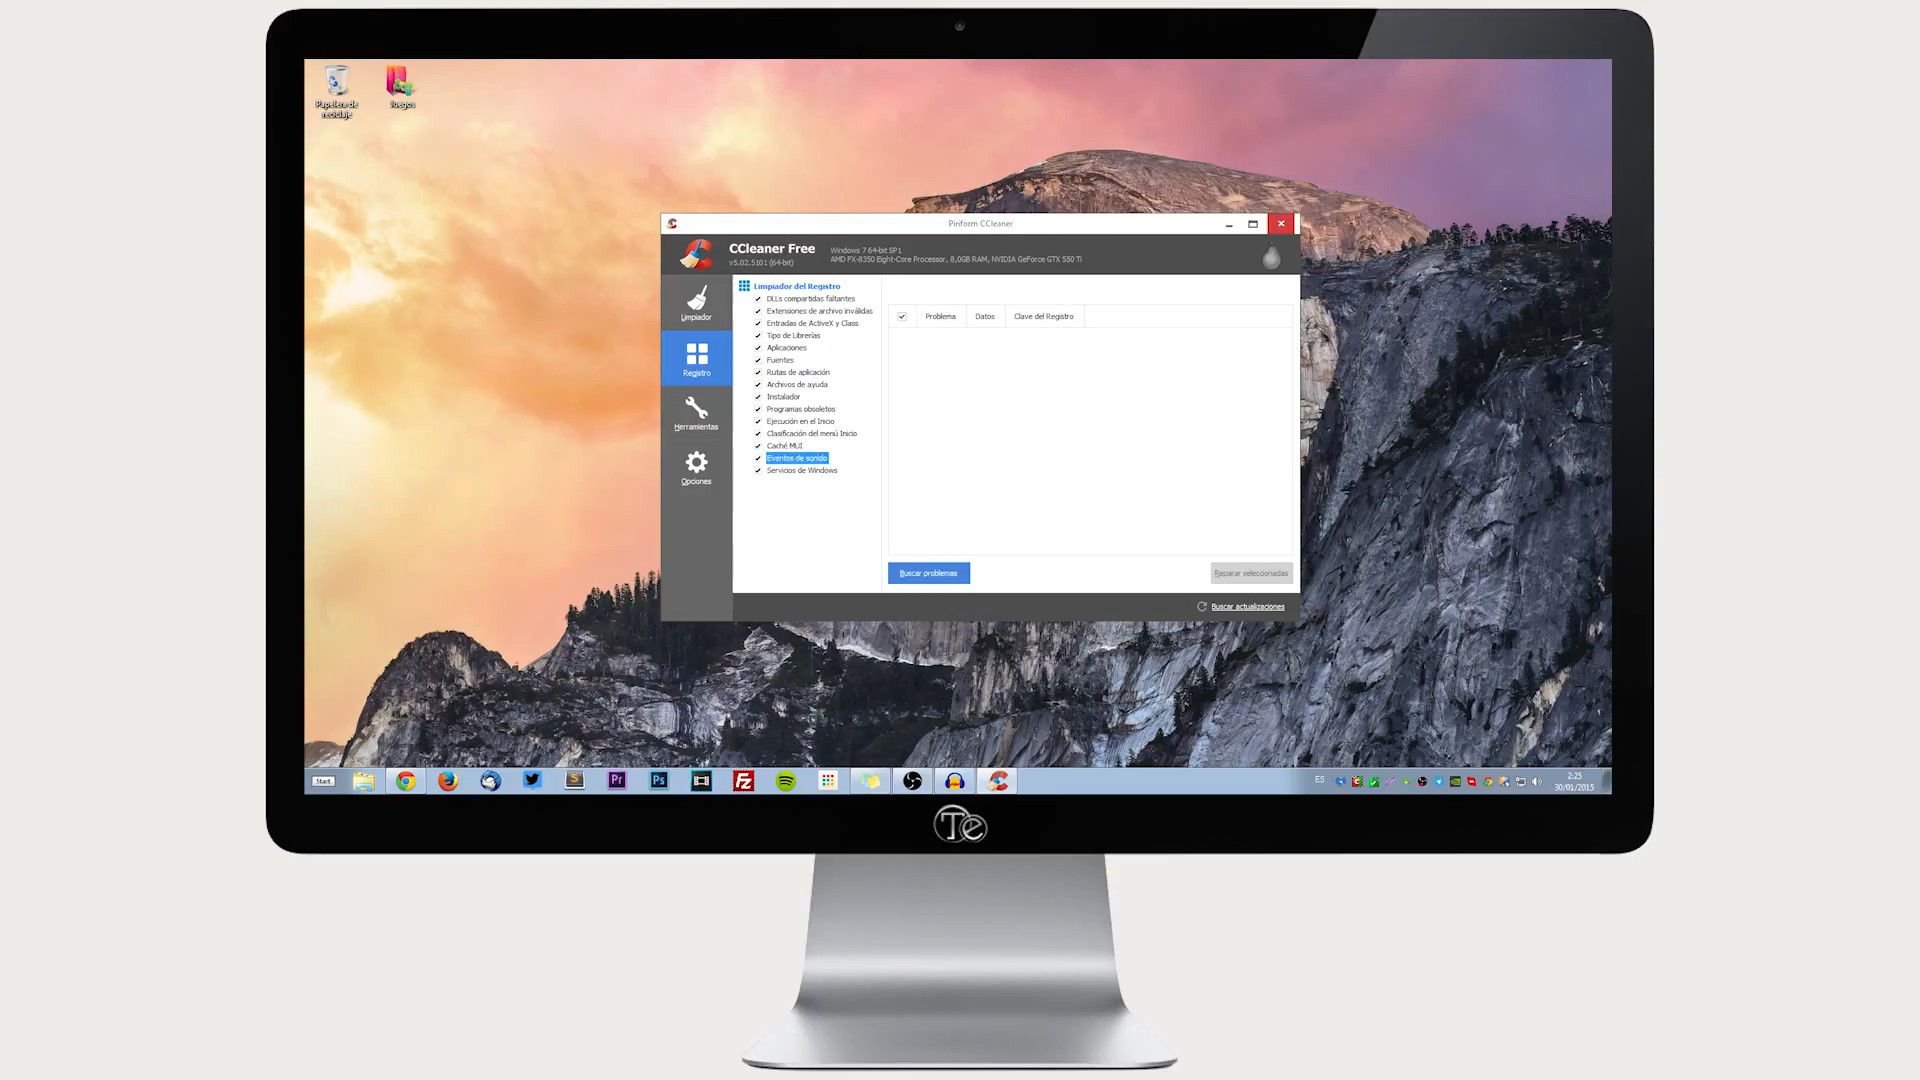 Papelera de
reciclaje
Juegos
Piriform CCleaner
CCleaner Free
v5.02.5101 (64-bit)
Windows 7 64-bit SP1
AMD FX-8350 Eight-Core Processor, 8,0GB RAM, NVIDIA GeForce GTX 550 Ti
Limpiador
Registro
Herramientas
Opciones
Limpiador del Registro
DLLs compartidas faltantes
Extensiones de archivo inválidas
Entradas de ActiveX y Class
Tipo de Librerías
Aplicaciones
Fuentes
Rutas de aplicación
Archivos de ayuda
Instalador
Programas obsoletos
Ejecución en el Inicio
Clasificación del menú Inicio
Caché MUI
Eventos de sonido
Servicios de Windows
Problema Datos Clave del Registro
Buscar problemas
Reparar seleccionadas
Buscar actualizaciones
Start
S
Pr
Ps
Fz
ES
2:25
30/01/2015
Te